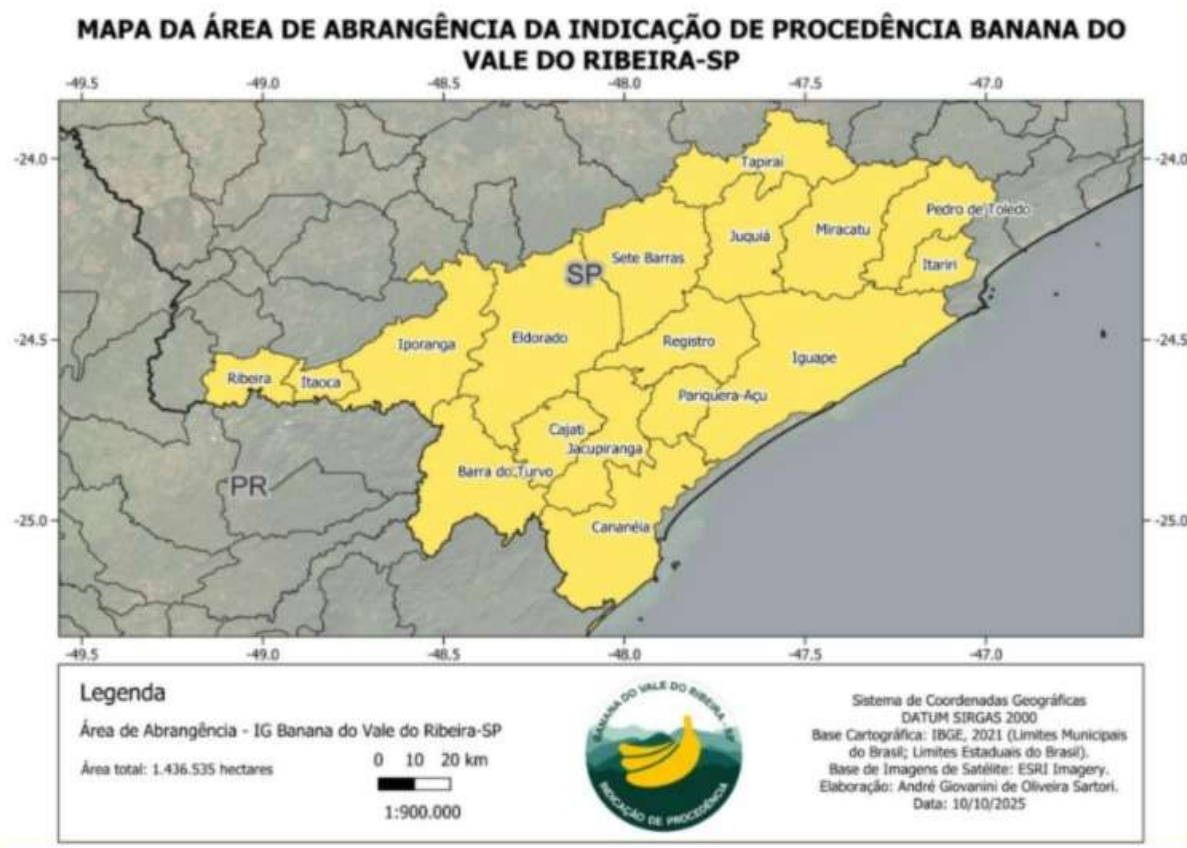 MAPA DA ÁREA DE ABRANGÊNCIA DA INDICAÇÃO DE PROCEDÊNCIA BANANA DO
VALE DO RIBEIRA-SP
-49.5 -49.0 -48.5 -48.0 -47.5 -47.0
-24.0 -24.0
Tapiraí
Pedro de Toledo
Juquiá
Miracatu
Sete Barras
Itariri
SP
-24.5 -24.5
Iporanga
Eldorado
Registro
Iguape
Ribeira
Itaoca
Pariquera-Açu
Cajati
Jacupiranga
Barra do Turvo
PR
-25.0 -25.0
Cananéia
-49.5 -49.0 -48.5 -48.0 -47.5 -47.0
Legenda
Área de Abrangência - IG Banana do Vale do Ribeira-SP
Área total: 1.436.535 hectares
0 10 20 km
1:900.000
BANANA DO VALE DO RIBEIRA - SP
INDICAÇÃO DE PROCEDÊNCIA
Sistema de Coordenadas Geográficas
DATUM SIRGAS 2000
Base Cartográfica: IBGE, 2021 (Limites Municipais
do Brasil; Limites Estaduais do Brasil).
Base de Imagens de Satélite: ESRI Imagery.
Elaboração: André Giovanini de Oliveira Sartori.
Data: 10/10/2025